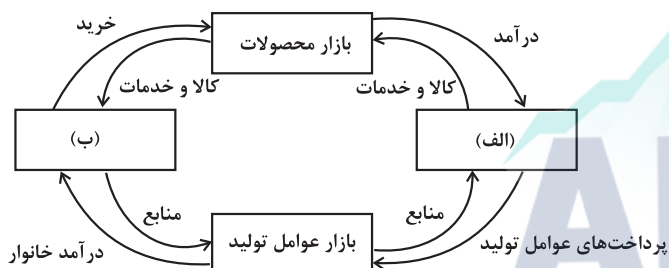 خرید
بازار محصولات
درآمد
کالا و خدمات
کالا و خدمات
(الف)
(ب)
منابع
منابع
پرداخت‌های عوامل تولید
بازار عوامل تولید
درآمد خانوار